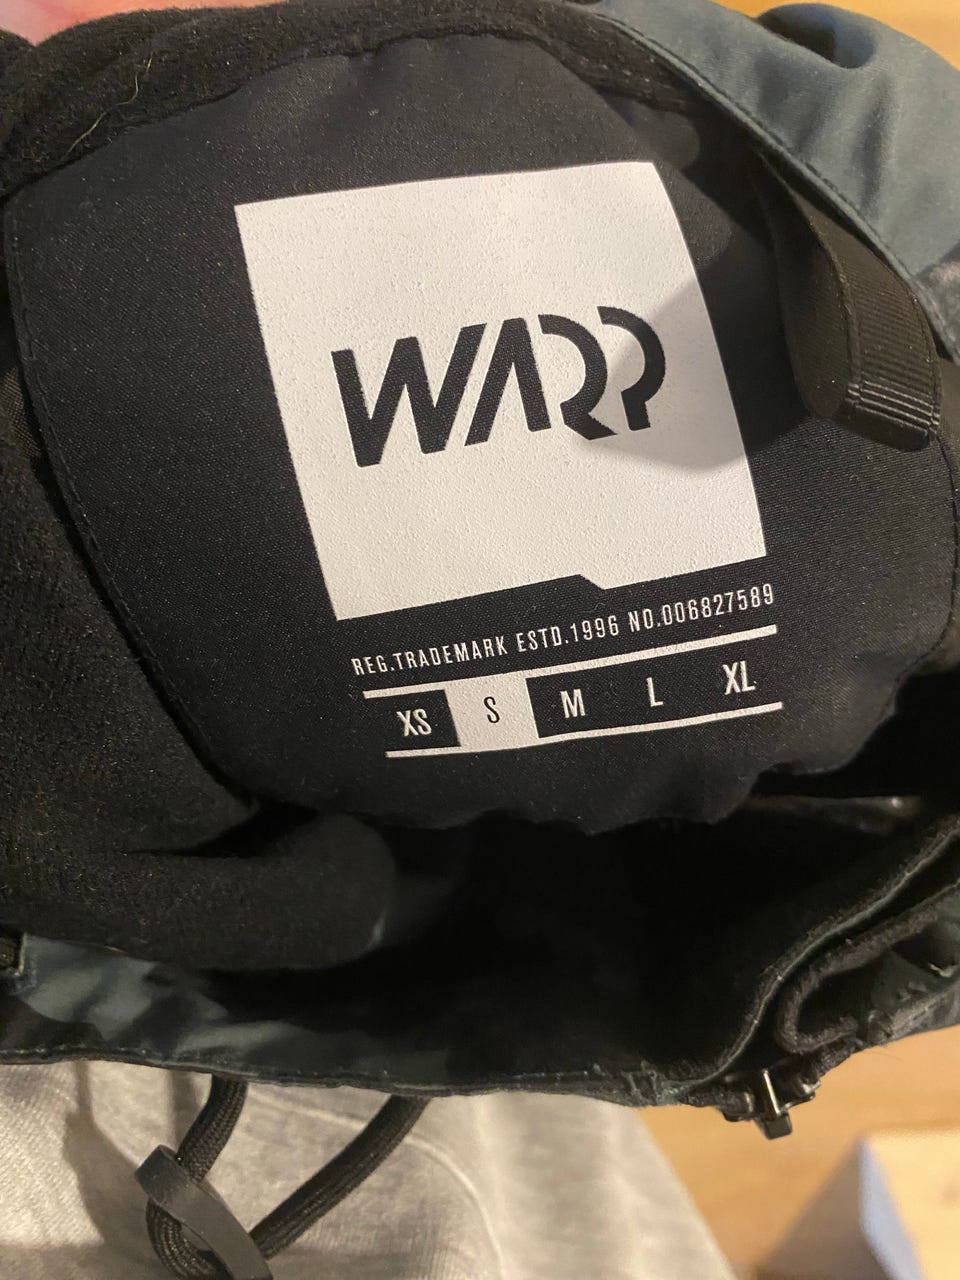 WARP
REG.TRADEMARK ESTD.1996 NO.006827589
XS S M L XL